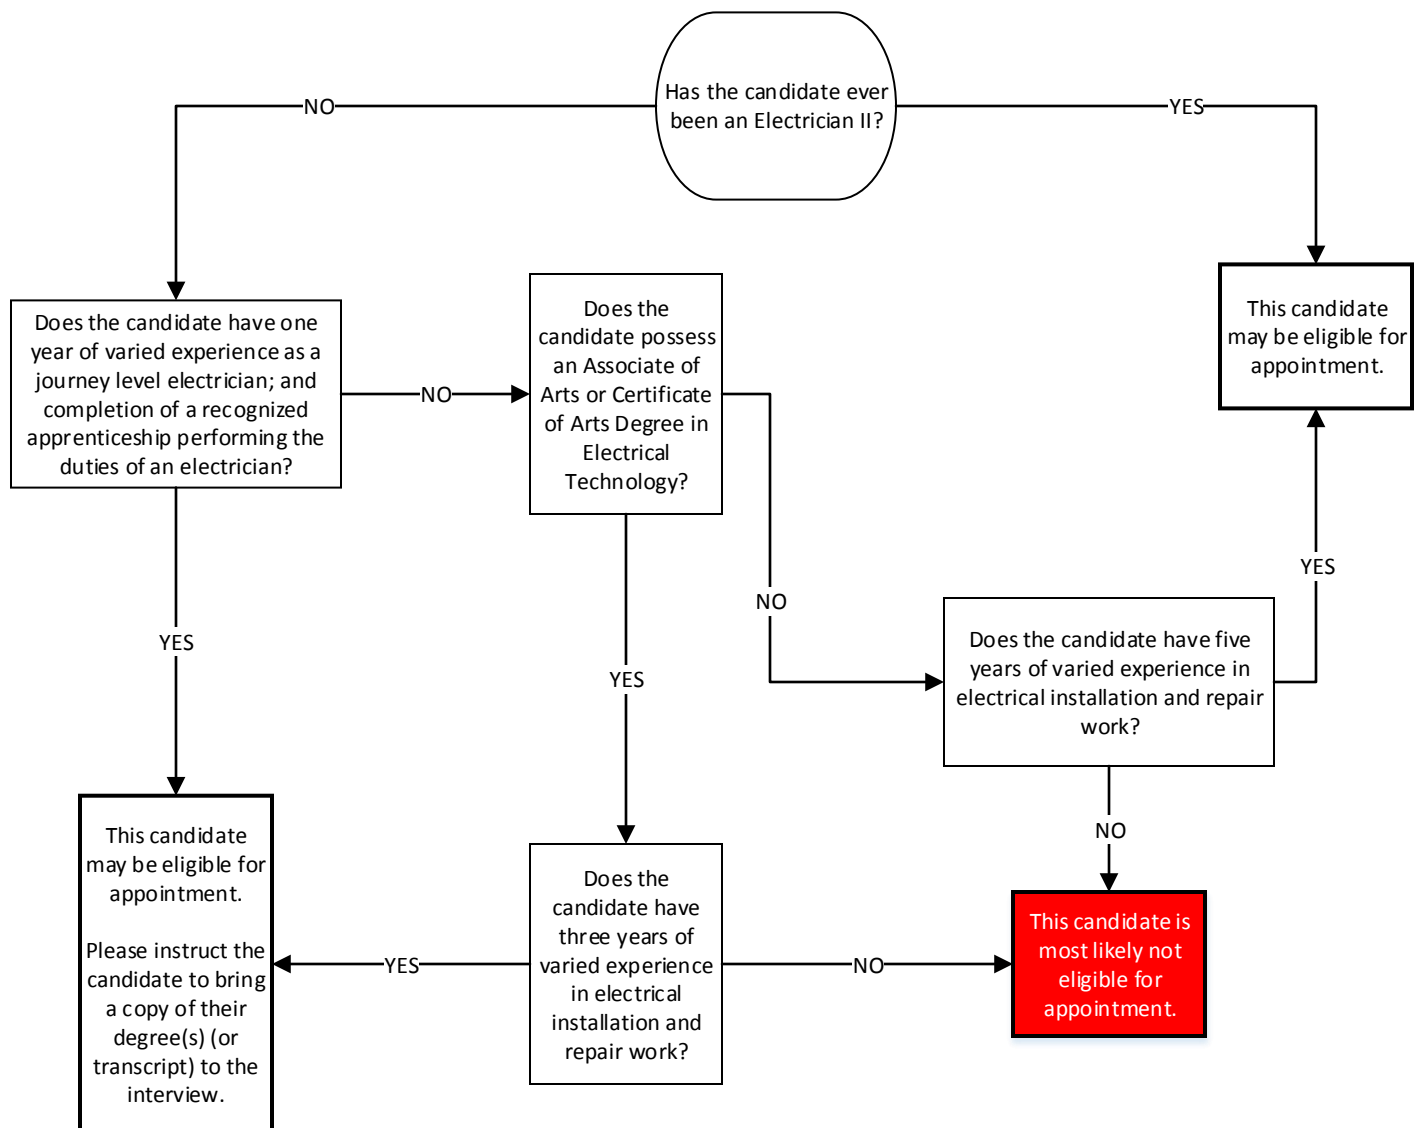 Has the candidate ever
been an Electrician II?
NO
YES
Does the candidate have one
year of varied experience as a
journey level electrician; and
completion of a recognized
apprenticeship performing the
duties of an electrician?
NO
Does the
candidate possess
an Associate of
Arts or Certificate
of Arts Degree in
Electrical
Technology?
This candidate
may be eligible for
appointment.
YES
YES
NO
YES
Does the candidate have five
years of varied experience in
electrical installation and repair
work?
NO
This candidate
may be eligible for
appointment.
Please instruct the
candidate to bring
a copy of their
degree(s) (or
transcript) to the
interview.
YES
Does the
candidate have
three years of
varied experience
in electrical
installation and
repair work?
NO
This candidate is
most likely not
eligible for
appointment.